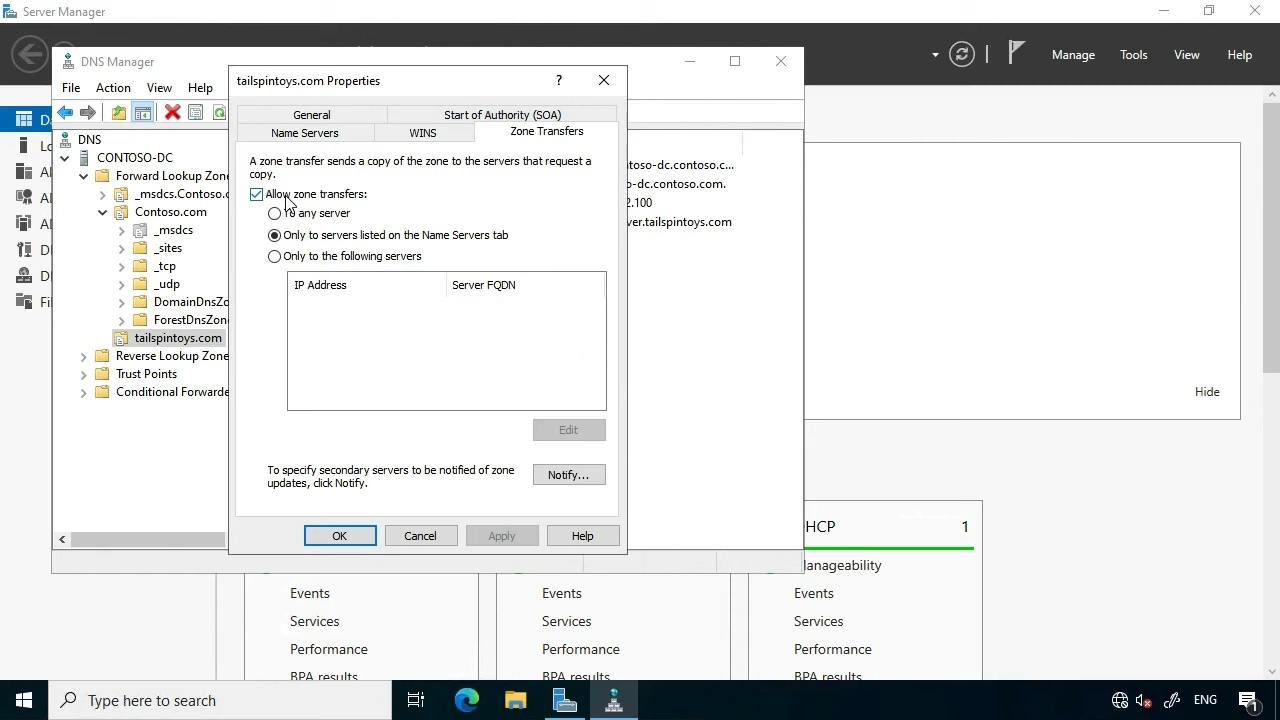 Server Manager
Manage
Tools
View
Help
DNS Manager
File
Action
View
Help
tailspintoys.com Properties
?
General
Start of Authority (SOA)
Name Servers
WINS
Zone Transfers
A zone transfer sends a copy of the zone to the servers that request a
copy.
Allow zone transfers:
To any server
Only to servers listed on the Name Servers tab
Only to the following servers
IP Address
Server FQDN
Edit
To specify secondary servers to be notified of zone
updates, click Notify.
Notify...
OK
Cancel
Apply
Help
DNS
CONTOSO-DC
Forward Lookup Zone
_msdcs.Contoso.c
Contoso.com
_msdcs
_sites
_tcp
_udp
DomainDnsZo
ForestDnsZon
tailspintoys.com
Reverse Lookup Zone
Trust Points
Conditional Forwarde
toso-dc.contoso.c...
o-dc.contoso.com.
2.100
ver.tailspintoys.com
Hide
HCP
1
anageability
Events
Services
Performance
BPA results
Events
Services
Performance
BPA results
Events
Services
Performance
BPA results
Type here to search
ENG
1